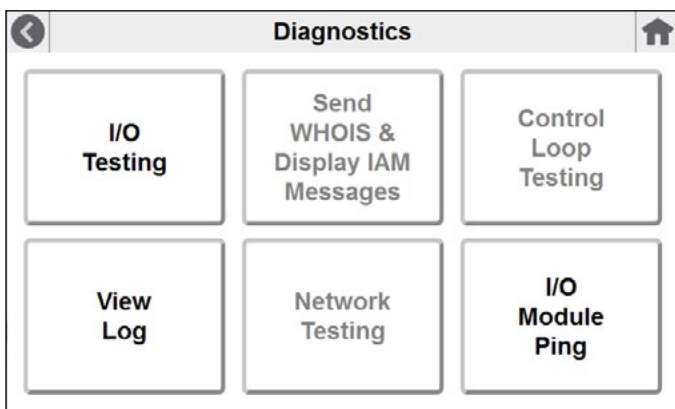 Diagnostics
I/O
Testing
Send
WHOIS &
Display IAM
Messages
Control
Loop
Testing
View
Log
Network
Testing
I/O
Module
Ping